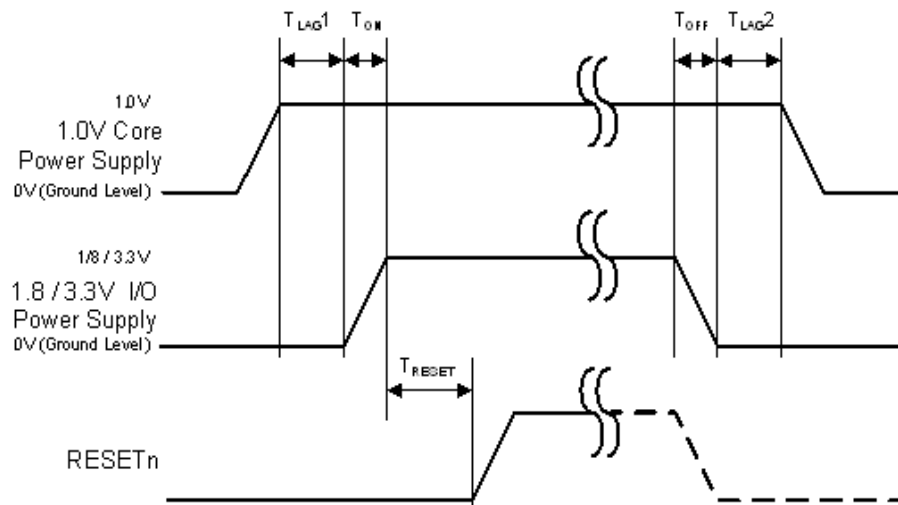 TLAG1 TON TOFF TLAG2
1.0V
1.0V Core
Power Supply
0V (Ground Level)
1/8 / 3.3V
1.8 / 3.3V I/O
Power Supply
0V (Ground Level)
TRESET
RESETn